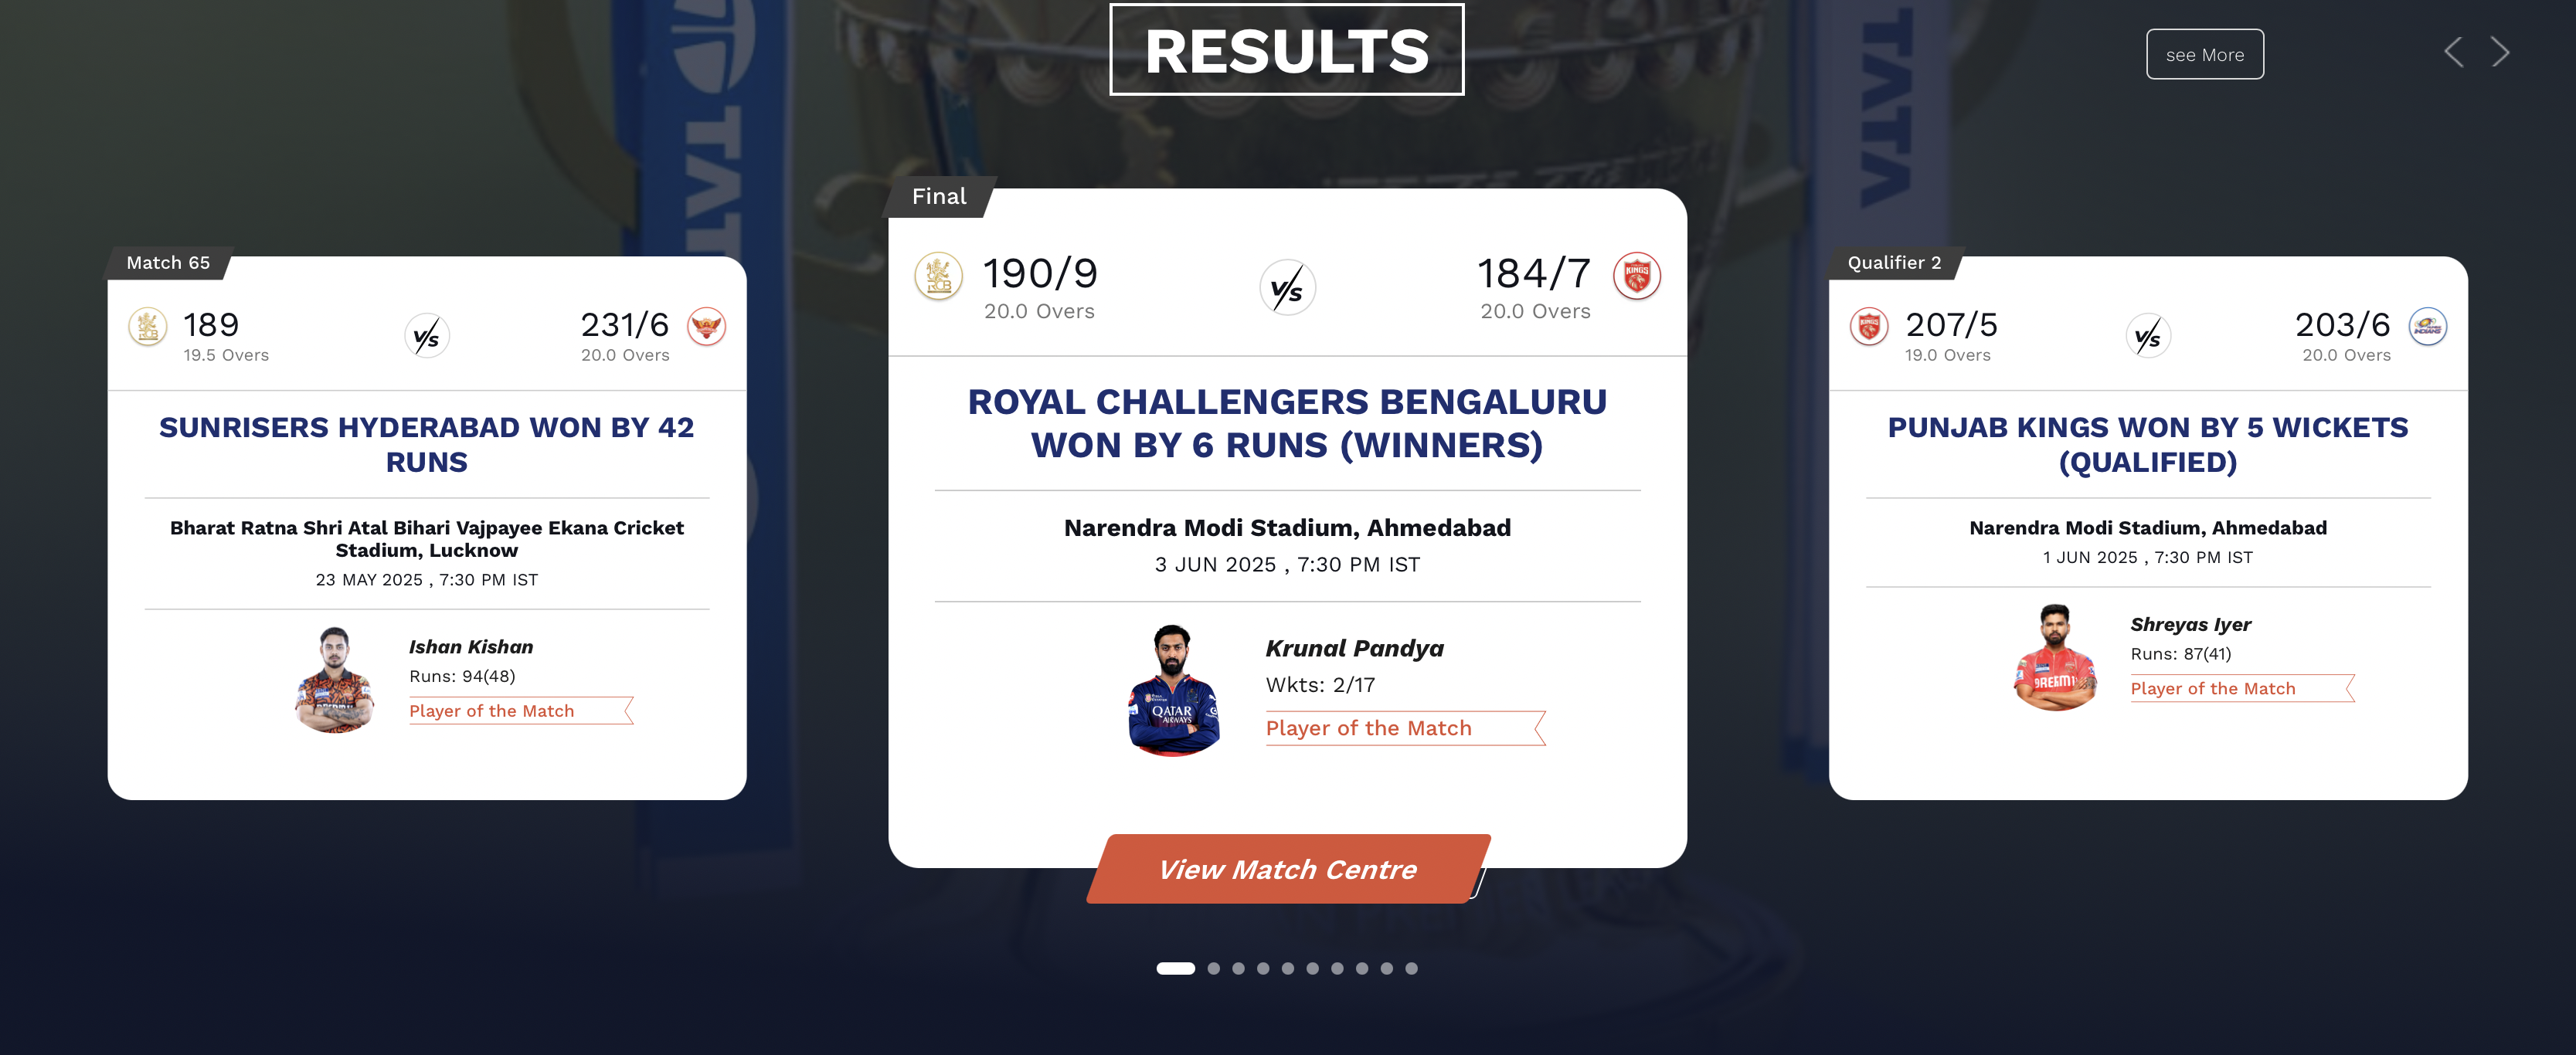 RESULTS
see More
Match 65
189
19.5 Overs
V/s
231/6
20.0 Overs
SUNRISERS HYDERABAD WON BY 42
RUNS
Bharat Ratna Shri Atal Bihari Vajpayee Ekana Cricket
Stadium, Lucknow
23 MAY 2025 , 7:30 PM IST
Ishan Kishan
Runs: 94(48)
Player of the Match
Final
190/9
20.0 Overs
V/s
184/7
20.0 Overs
ROYAL CHALLENGERS BENGALURU
WON BY 6 RUNS (WINNERS)
Narendra Modi Stadium, Ahmedabad
3 JUN 2025 , 7:30 PM IST
QATAR
AIRWAYS
Krunal Pandya
Wkts: 2/17
Player of the Match
View Match Centre
Qualifier 2
KINGS
207/5
19.0 Overs
V/s
203/6
20.0 Overs
PUNJAB KINGS WON BY 5 WICKETS
(QUALIFIED)
Narendra Modi Stadium, Ahmedabad
1 JUN 2025 , 7:30 PM IST
Shreyas Iyer
Runs: 87(41)
Player of the Match
TATA
TATA